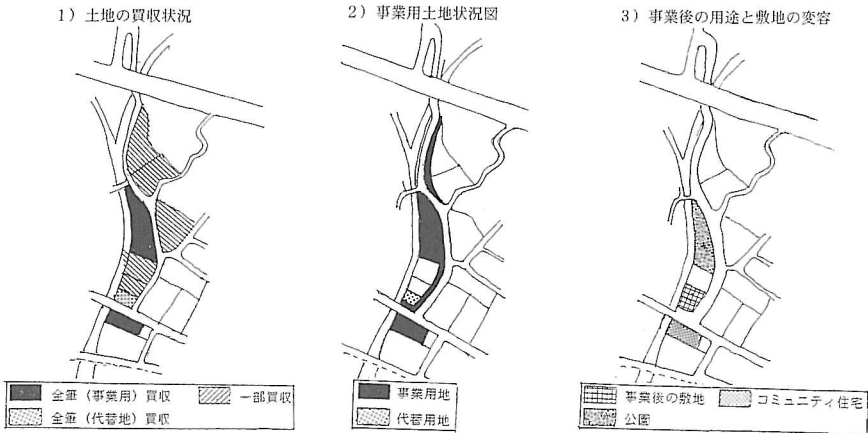 1）土地の買収状況
2）事業用土地状況図
3）事業後の用途と敷地の変容
全筆（事業用）買収
一部買収
全筆（代替地）買収
事業用地
代替用地
事業後の敷地
コミュニティ住宅
公園